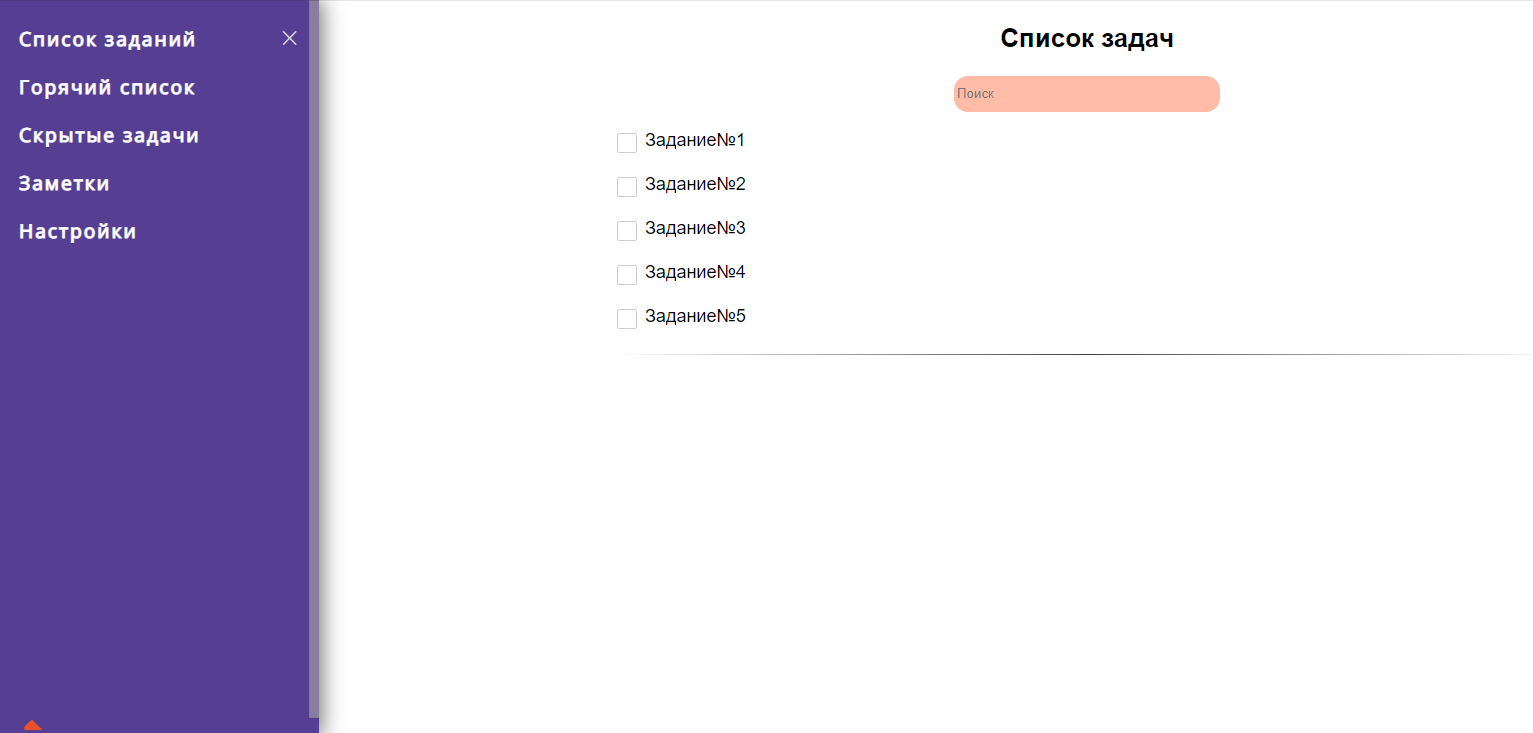 Список заданий
Горячий список
Скрытые задачи
Заметки
Настройки
Список задач
Поиск
Задание№1
Задание№2
Задание№3
Задание№4
Задание№5